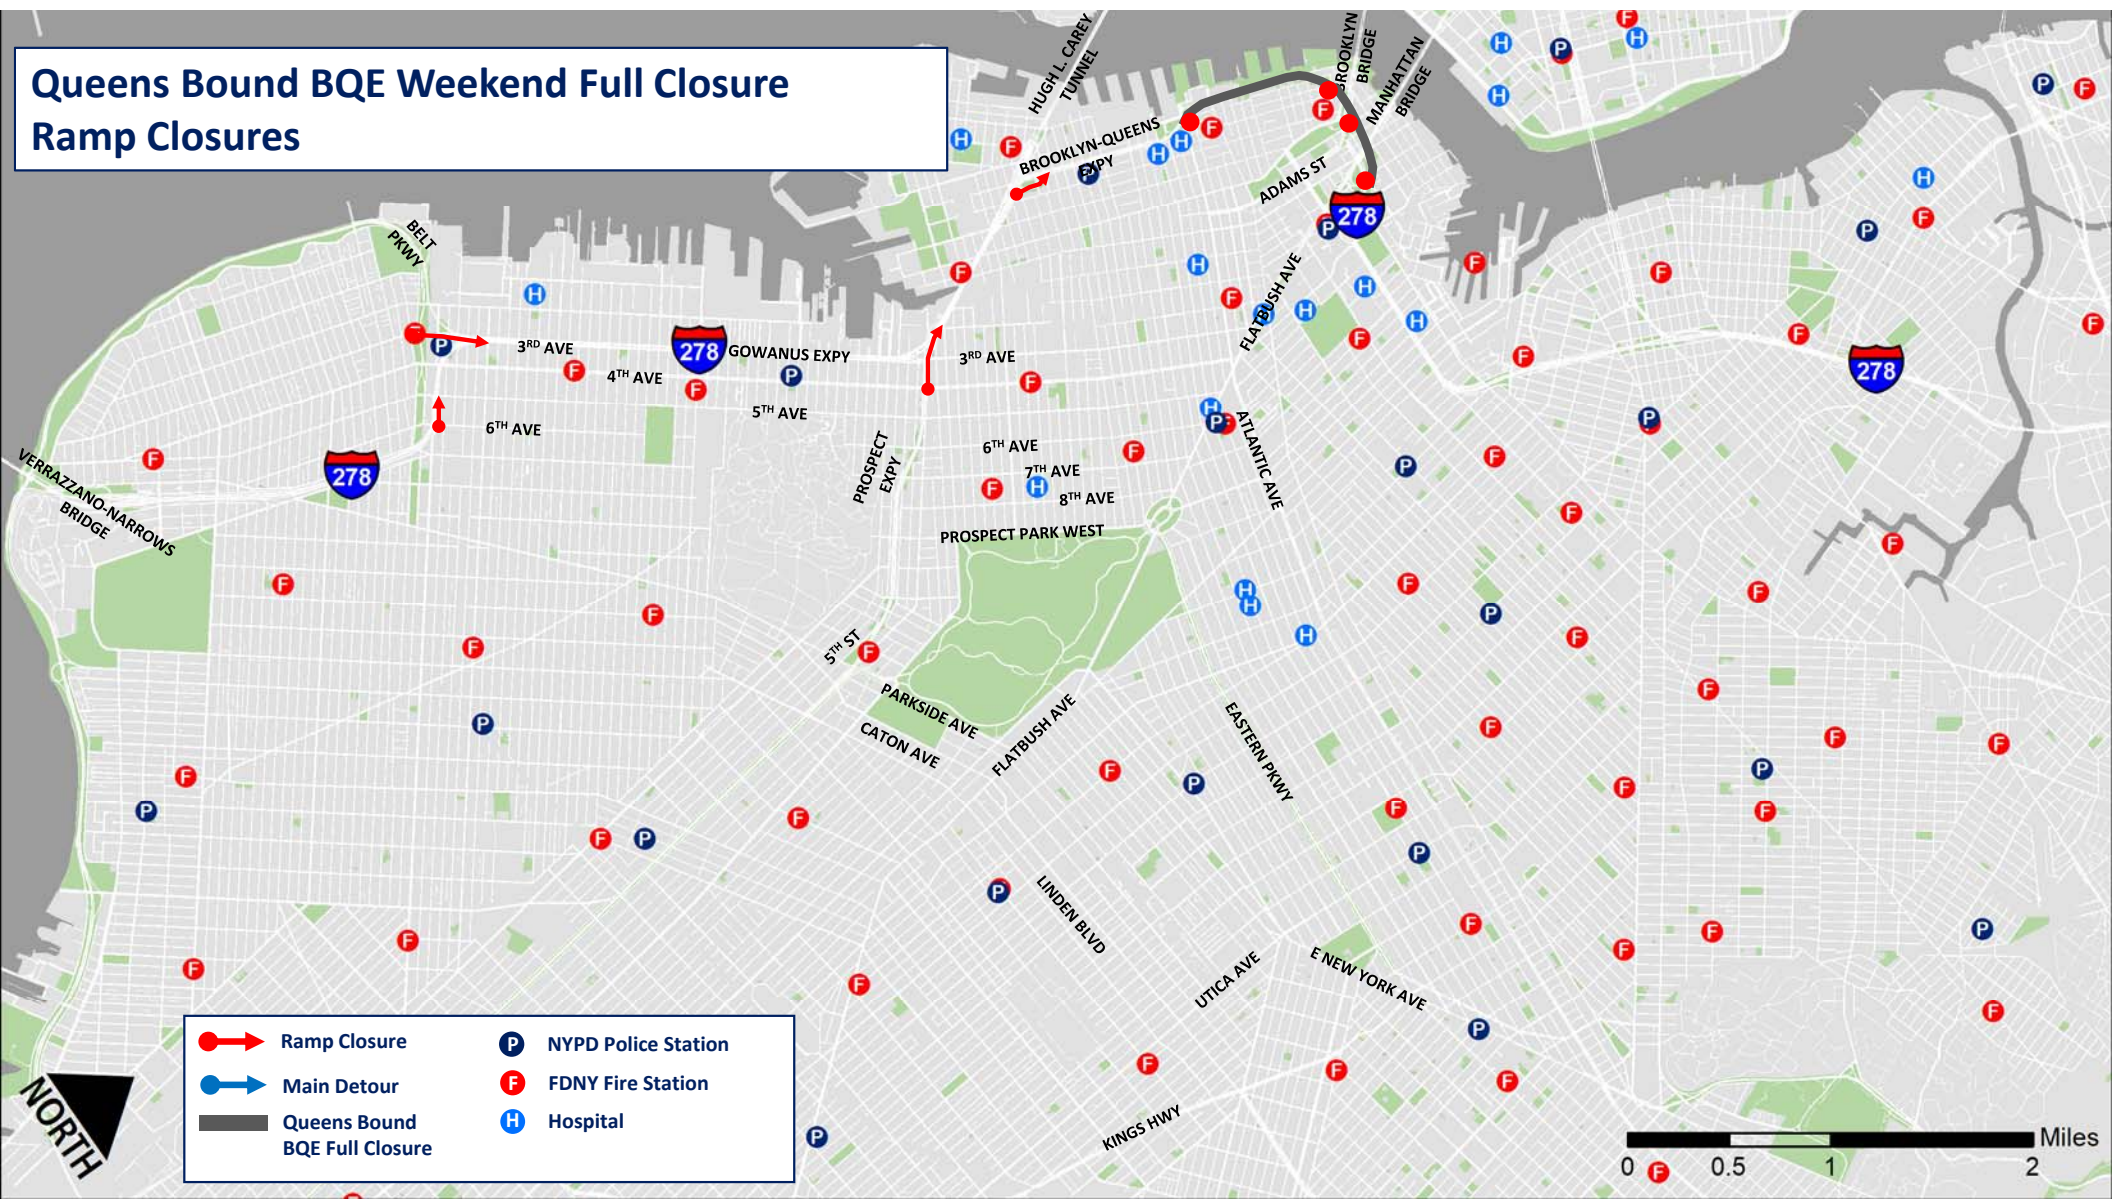 Queens Bound BQE Weekend Full Closure
Ramp Closures
HUGH L. CAREY
TUNNEL
BROOKLYN
BRIDGE
MANHATTAN
BRIDGE
BROOKLYN-QUEENS
EXPY
ADAMS ST
278
BELT
PKWY
FLATBUSH AVE
3RD AVE
278
GOWANUS EXPY
3RD AVE
278
4TH AVE
5TH AVE
6TH AVE
6TH AVE
7TH AVE
8TH AVE
PROSPECT
EXPY
ATLANTIC AVE
278
VERRAZZANO-NARROWS
BRIDGE
PROSPECT PARK WEST
5TH ST
PARKSIDE AVE
CATON AVE
FLATBUSH AVE
EASTERN PKWY
LINDEN BLVD
UTICA AVE
E NEW YORK AVE
KINGS HWY
NORTH
Ramp Closure
Main Detour
Queens Bound
BQE Full Closure
P NYPD Police Station
F FDNY Fire Station
H Hospital
Miles
0 0.5 1 2